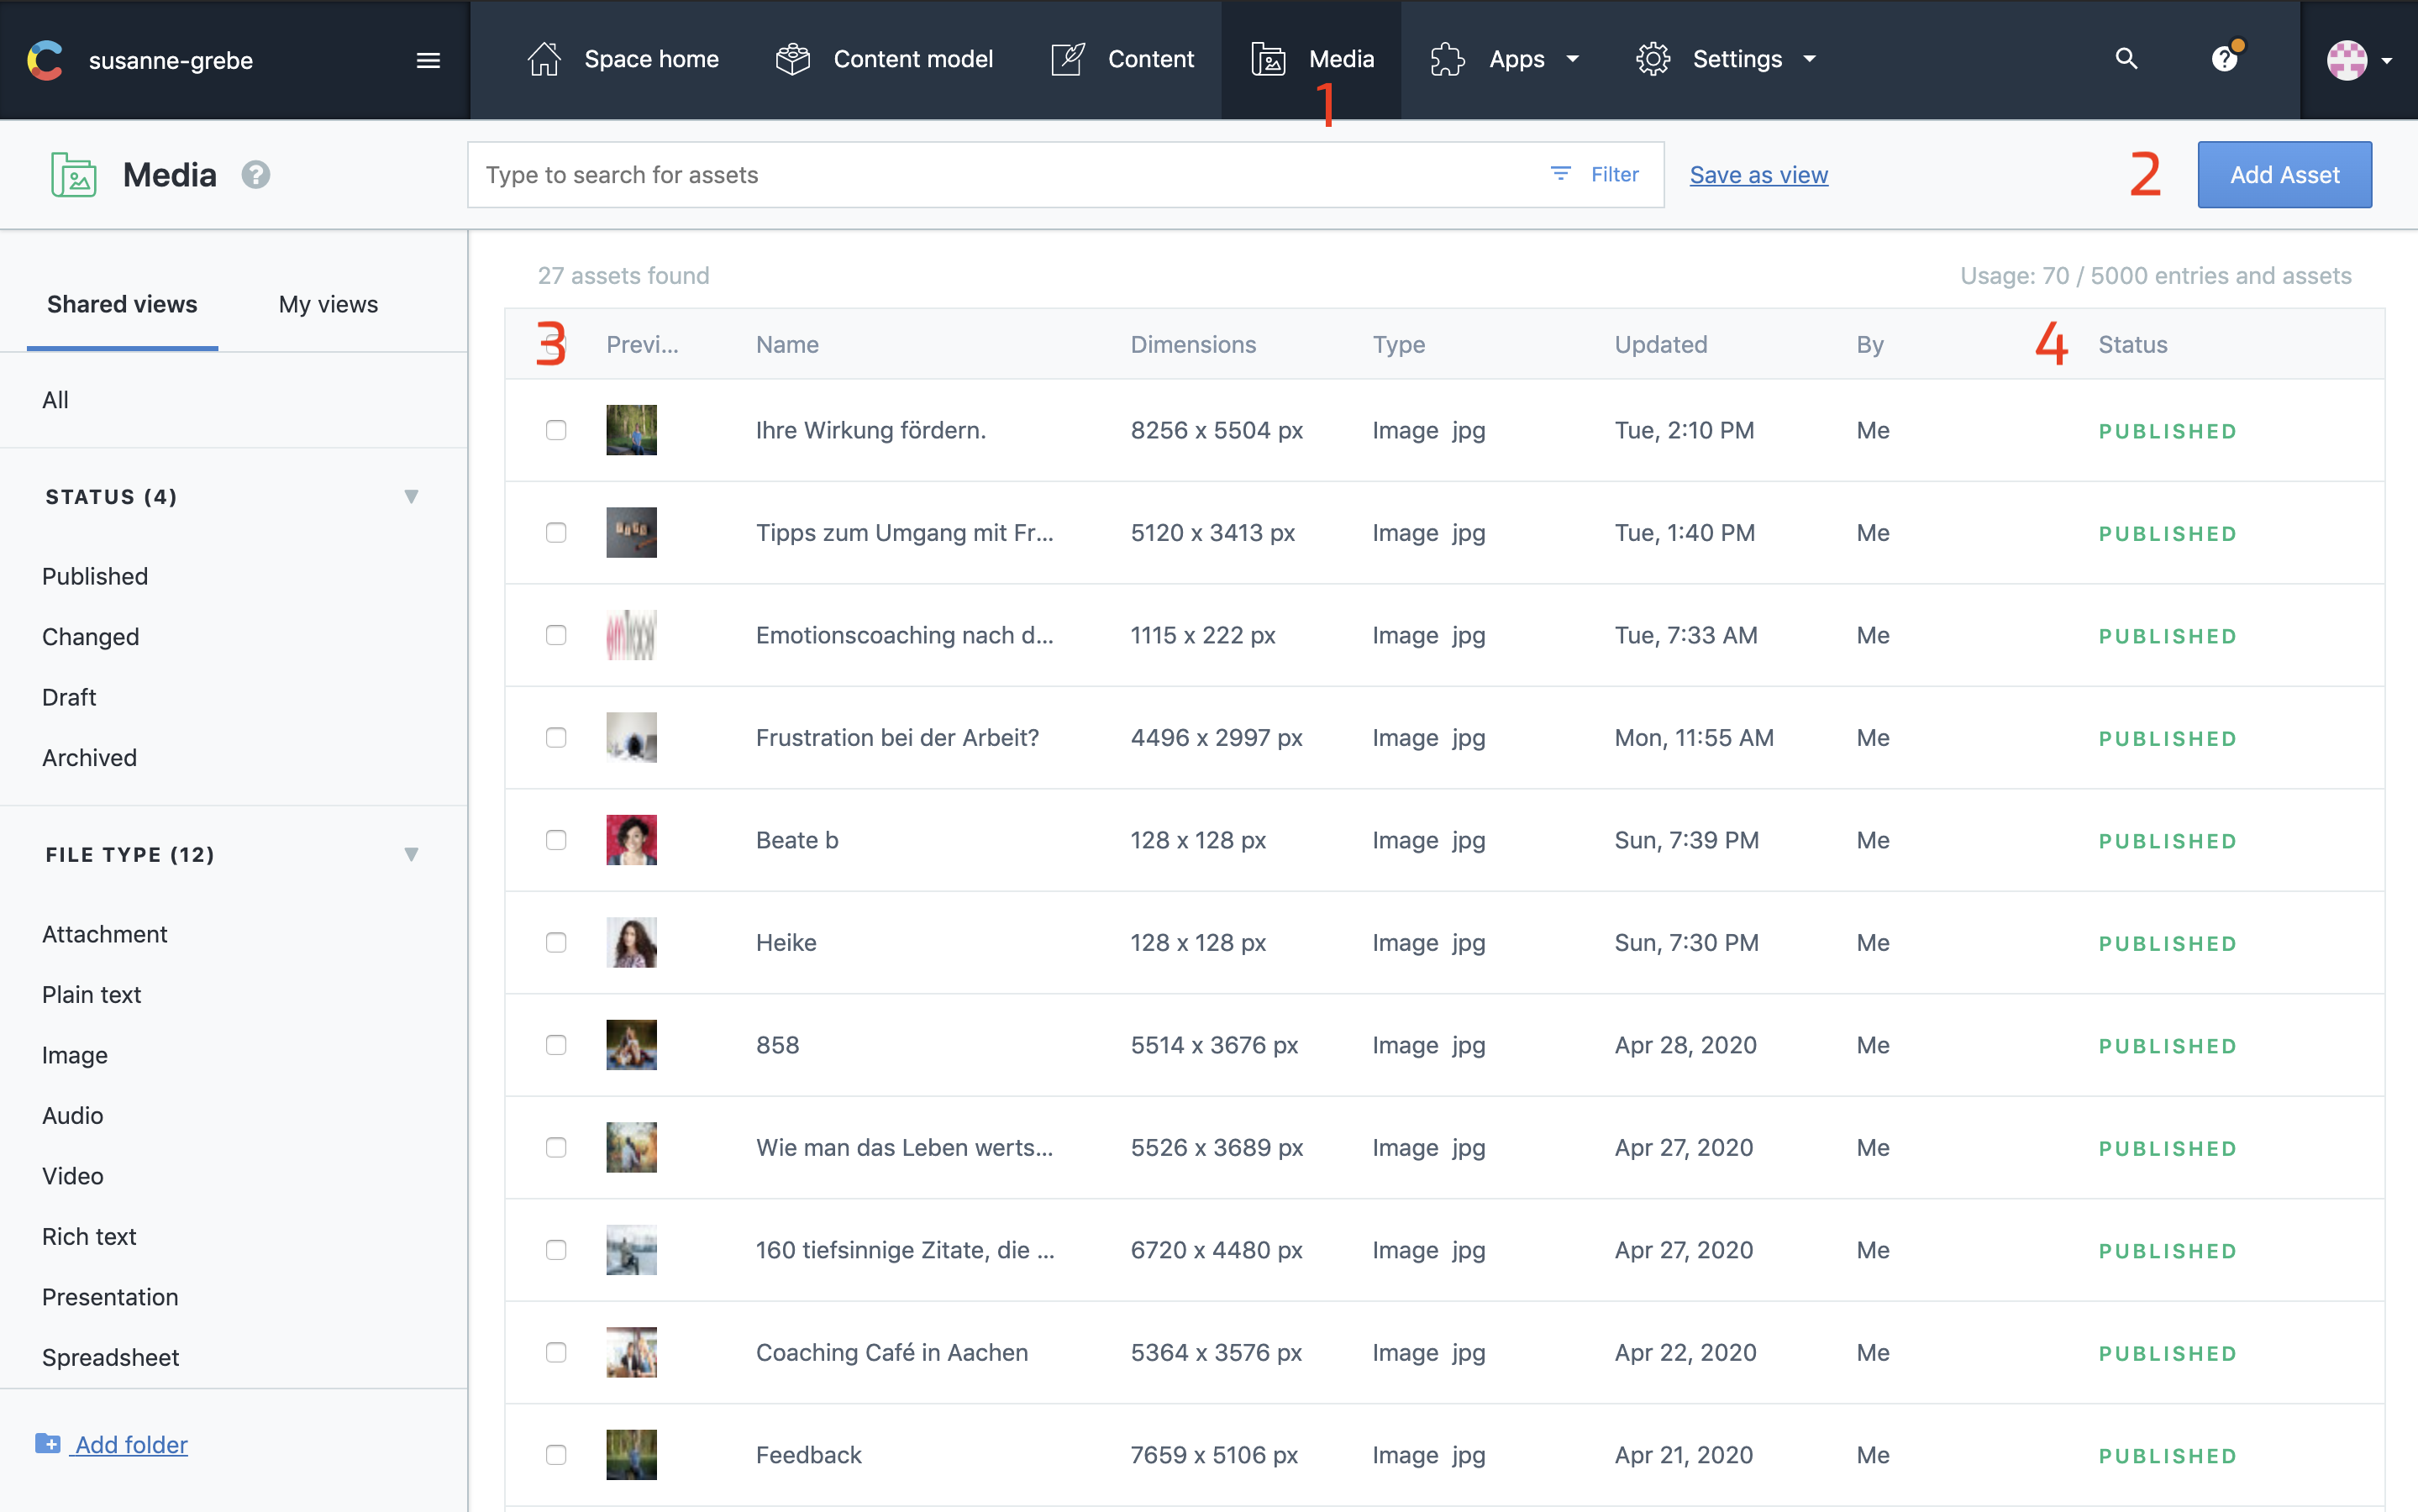 susanne-grebe
Space home
Content model
Content
Media
Apps
Settings
1
Media
Type to search for assets
Filter
Save as view
2
Add Asset
Shared views
My views
All
STATUS (4)
Published
Changed
Draft
Archived
FILE TYPE (12)
Attachment
Plain text
Image
Audio
Video
Rich text
Presentation
Spreadsheet
Add folder
27 assets found
Usage: 70 / 5000 entries and assets
3 Previ... Name Dimensions Type Updated By 4 Status
Ihre Wirkung fördern. 8256 x 5504 px Image jpg Tue, 2:10 PM Me PUBLISHED
Tipps zum Umgang mit Fr... 5120 x 3413 px Image jpg Tue, 1:40 PM Me PUBLISHED
Emotionscoaching nach d... 1115 x 222 px Image jpg Tue, 7:33 AM Me PUBLISHED
Frustration bei der Arbeit? 4496 x 2997 px Image jpg Mon, 11:55 AM Me PUBLISHED
Beate b 128 x 128 px Image jpg Sun, 7:39 PM Me PUBLISHED
Heike 128 x 128 px Image jpg Sun, 7:30 PM Me PUBLISHED
858 5514 x 3676 px Image jpg Apr 28, 2020 Me PUBLISHED
Wie man das Leben werts... 5526 x 3689 px Image jpg Apr 27, 2020 Me PUBLISHED
160 tiefsinnige Zitate, die ... 6720 x 4480 px Image jpg Apr 27, 2020 Me PUBLISHED
Coaching Café in Aachen 5364 x 3576 px Image jpg Apr 22, 2020 Me PUBLISHED
Feedback 7659 x 5106 px Image jpg Apr 21, 2020 Me PUBLISHED